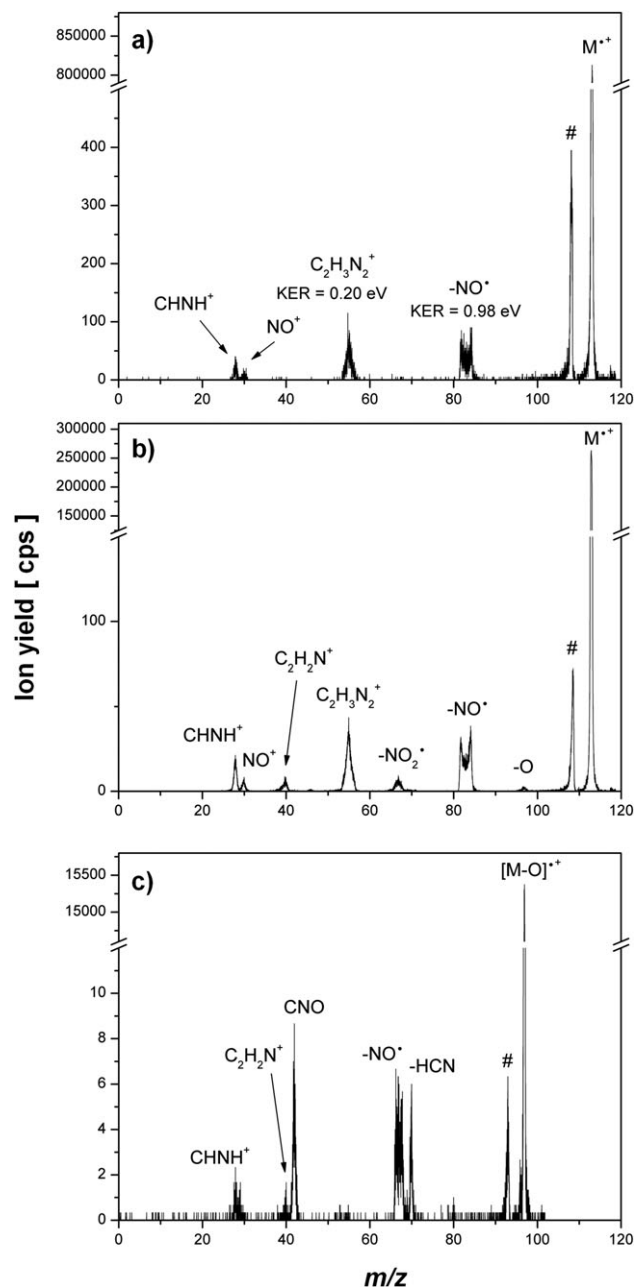 a)
M•+
#
C2H3N2+
-NO•
KER = 0.20 eV
KER = 0.98 eV
CHNH+
NO+
850000
800000
400
300
200
100
0
0 20 40 60 80 100 120
b)
M•+
#
C2H2N+
C2H3N2+
-NO•
CHNH+
NO+
-NO2•
-O
300000
250000
200000
150000
100
0
0 20 40 60 80 100 120
Ion yield [ cps ]
c)
[M-O]•+
CNO
-NO•
-HCN
C2H2N+
#
CHNH+
15500
15000
10
8
6
4
2
0
0 20 40 60 80 100 120
m/z